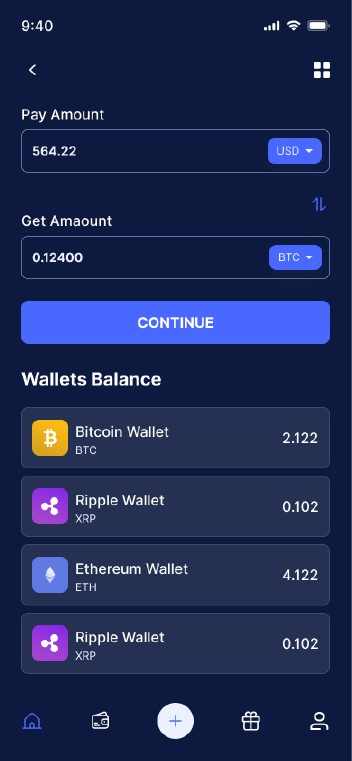 9:40
Pay Amount
564.22 USD
Get Amaount
0.12400 BTC
CONTINUE
Wallets Balance
Bitcoin Wallet 2.122
BTC
Ripple Wallet 0.102
XRP
Ethereum Wallet 4.122
ETH
Ripple Wallet 0.102
XRP